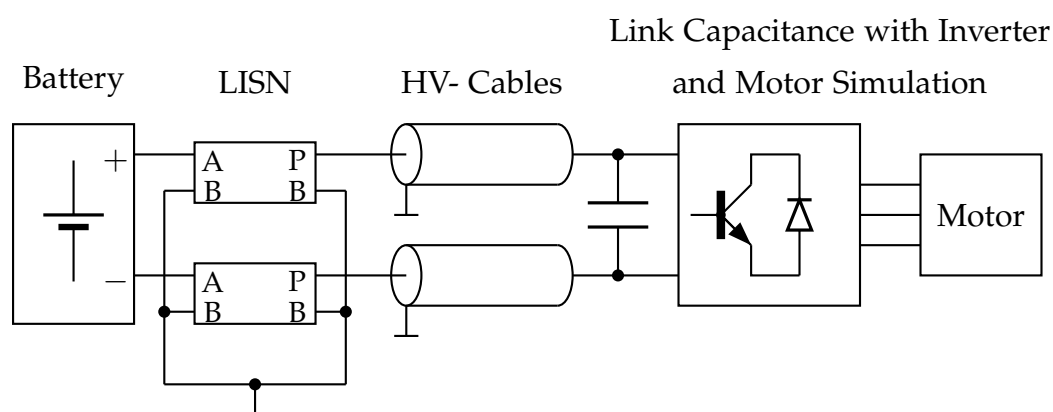 Link Capacitance with Inverter
Battery LISN HV- Cables and Motor Simulation
+ A P
B B
Motor
− A P
B B